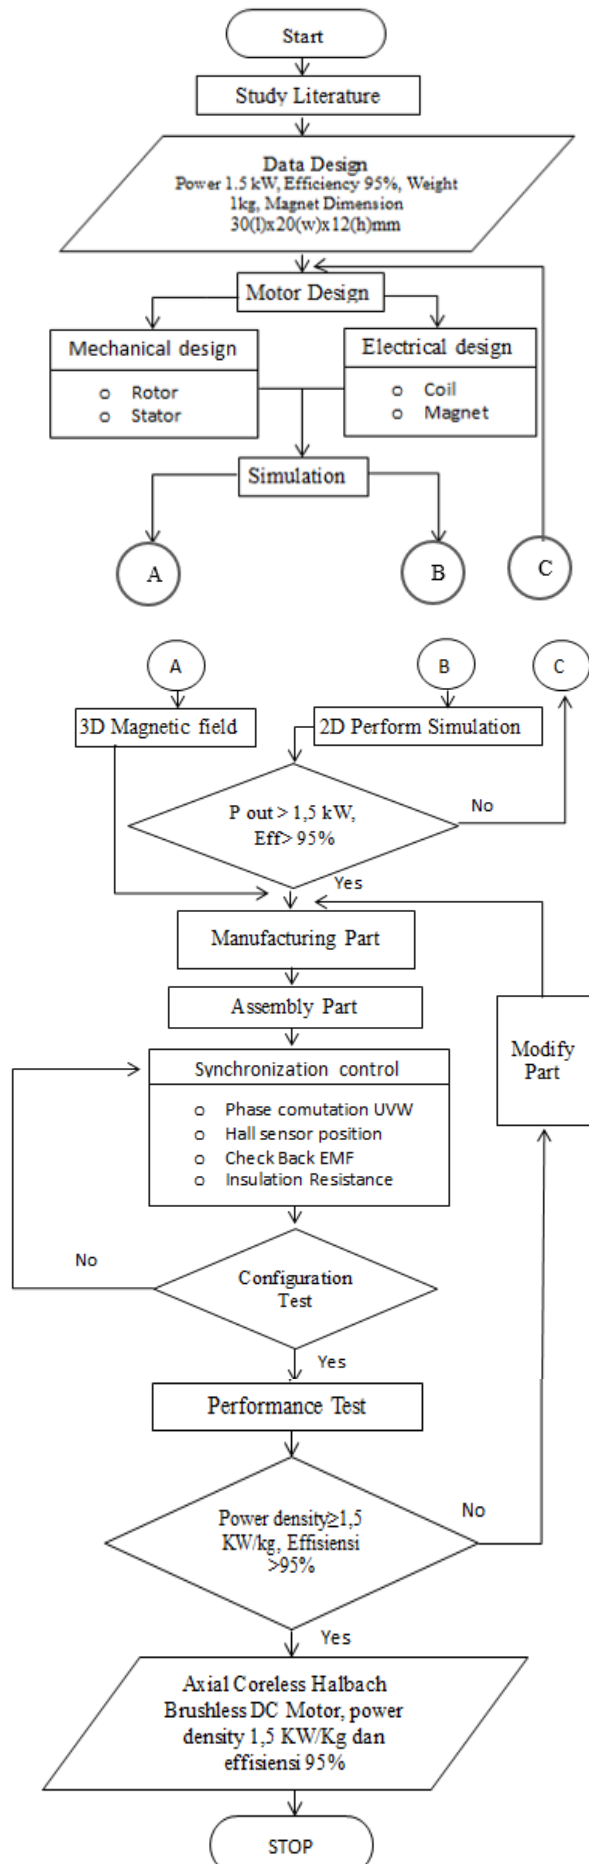 Start
Study Literature
Data Design
Power 1.5 kW, Efficiency 95%, Weight
1kg, Magnet Dimension
30(l)x20(w)x12(h)mm
Motor Design
Mechanical design
o Rotor
o Stator
Electrical design
o Coil
o Magnet
Simulation
A
B
C
A
B
C
3D Magnetic field
2D Perform Simulation
P out > 1,5 kW,
Eff> 95%
No
Yes
Manufacturing Part
Assembly Part
Modify
Part
Synchronization control
o Phase comutation UVW
o Hall sensor position
o Check Back EMF
o Insulation Resistance
No
Configuration
Test
Yes
Performance Test
Power density≥1,5
KW/kg, Effisiensi
>95%
No
Yes
Axial Coreless Halbach
Brushless DC Motor, power
density 1,5 KW/Kg dan
effisiensi 95%
STOP